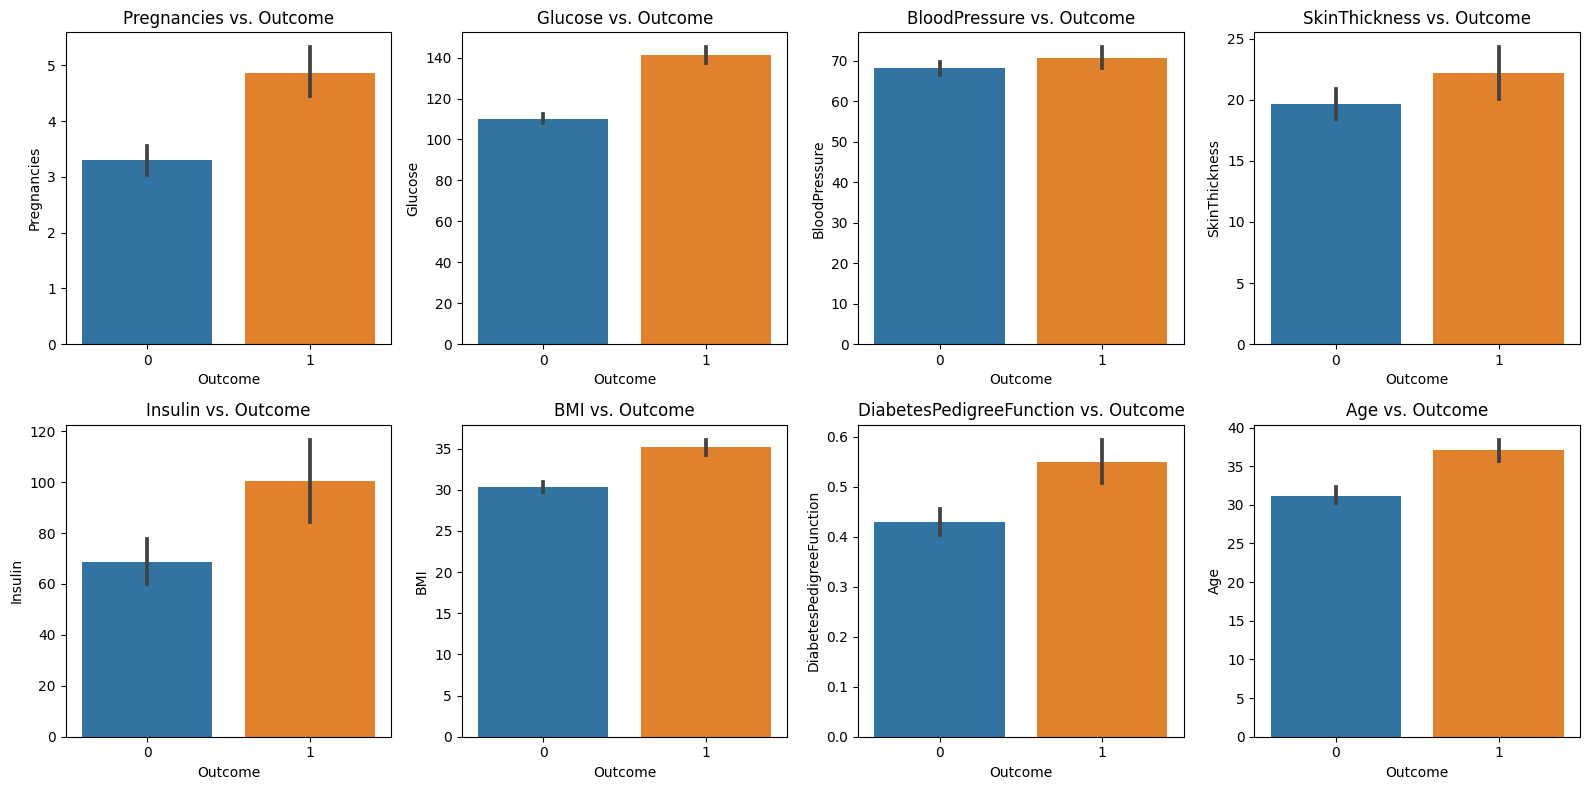 Pregnancies vs. Outcome
Pregnancies
5
4
3
2
1
0
0 1
Outcome
Glucose vs. Outcome
Glucose
140
120
100
80
60
40
20
0
0 1
Outcome
BloodPressure vs. Outcome
BloodPressure
70
60
50
40
30
20
10
0
0 1
Outcome
SkinThickness vs. Outcome
SkinThickness
25
20
15
10
5
0
0 1
Outcome
Insulin vs. Outcome
Insulin
120
100
80
60
40
20
0
0 1
Outcome
BMI vs. Outcome
BMI
35
30
25
20
15
10
5
0
0 1
Outcome
DiabetesPedigreeFunction vs. Outcome
DiabetesPedigreeFunction
0.6
0.5
0.4
0.3
0.2
0.1
0.0
0 1
Outcome
Age vs. Outcome
Age
40
35
30
25
20
15
10
5
0
0 1
Outcome